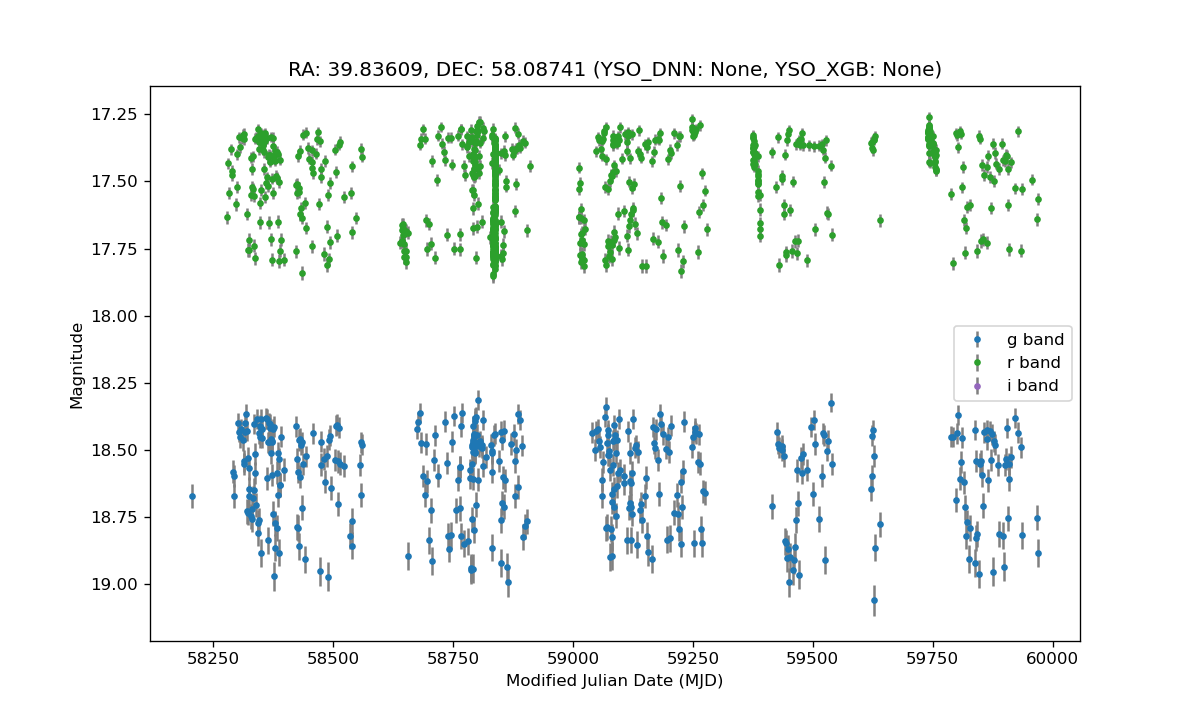 RA: 39.83609, DEC: 58.08741 (YSO_DNN: None, YSO_XGB: None)
17.25
17.50
17.75
18.00
18.25
18.50
18.75
19.00
Magnitude
g band
r band
i band
58250
58500
58750
59000
59250
59500
59750
60000
Modified Julian Date (MJD)